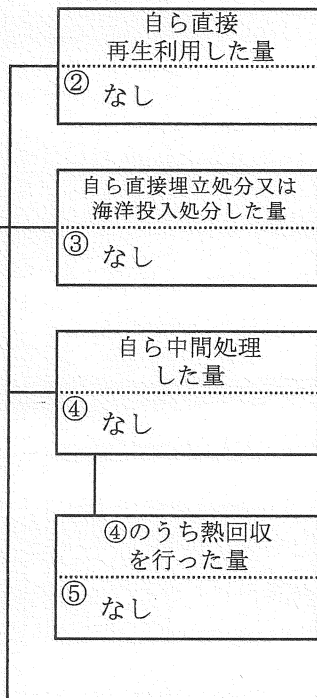 自ら直接
再生利用した量
② なし
自ら直接埋立処分又は
海洋投入処分した量
③ なし
自ら中間処理
した量
④ なし
④のうち熱回収
を行った量
⑤ なし